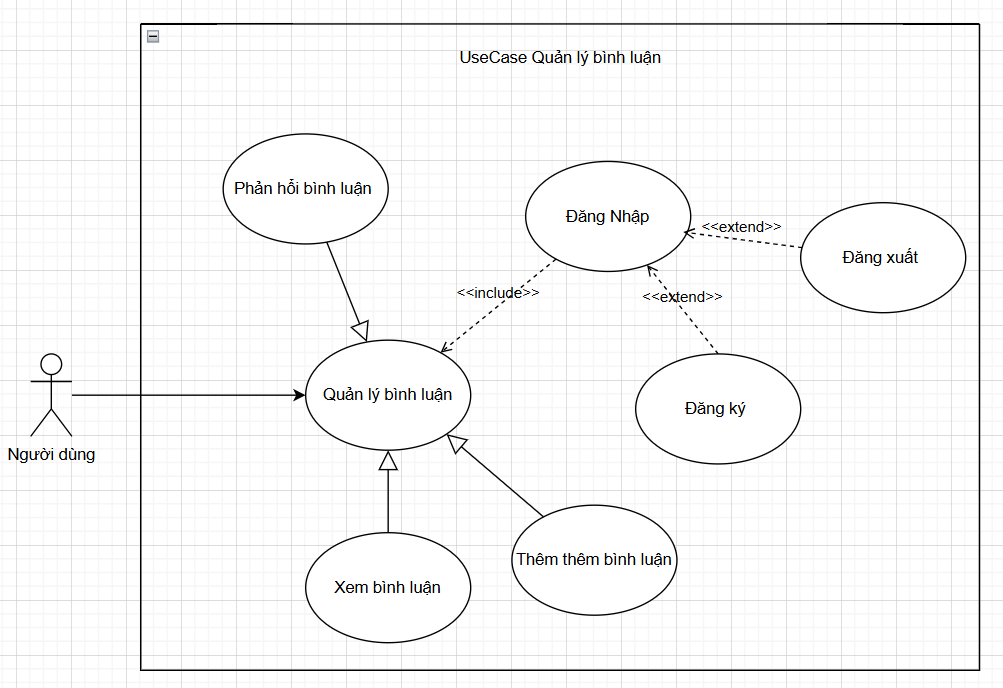 UseCase Quản lý bình luận
Phản hồi bình luận
Đăng Nhập
<<extend>>
Đăng xuất
<<include>>
<<extend>>
Quản lý bình luận
Đăng ký
Người dùng
Thêm thêm bình luận
Xem bình luận